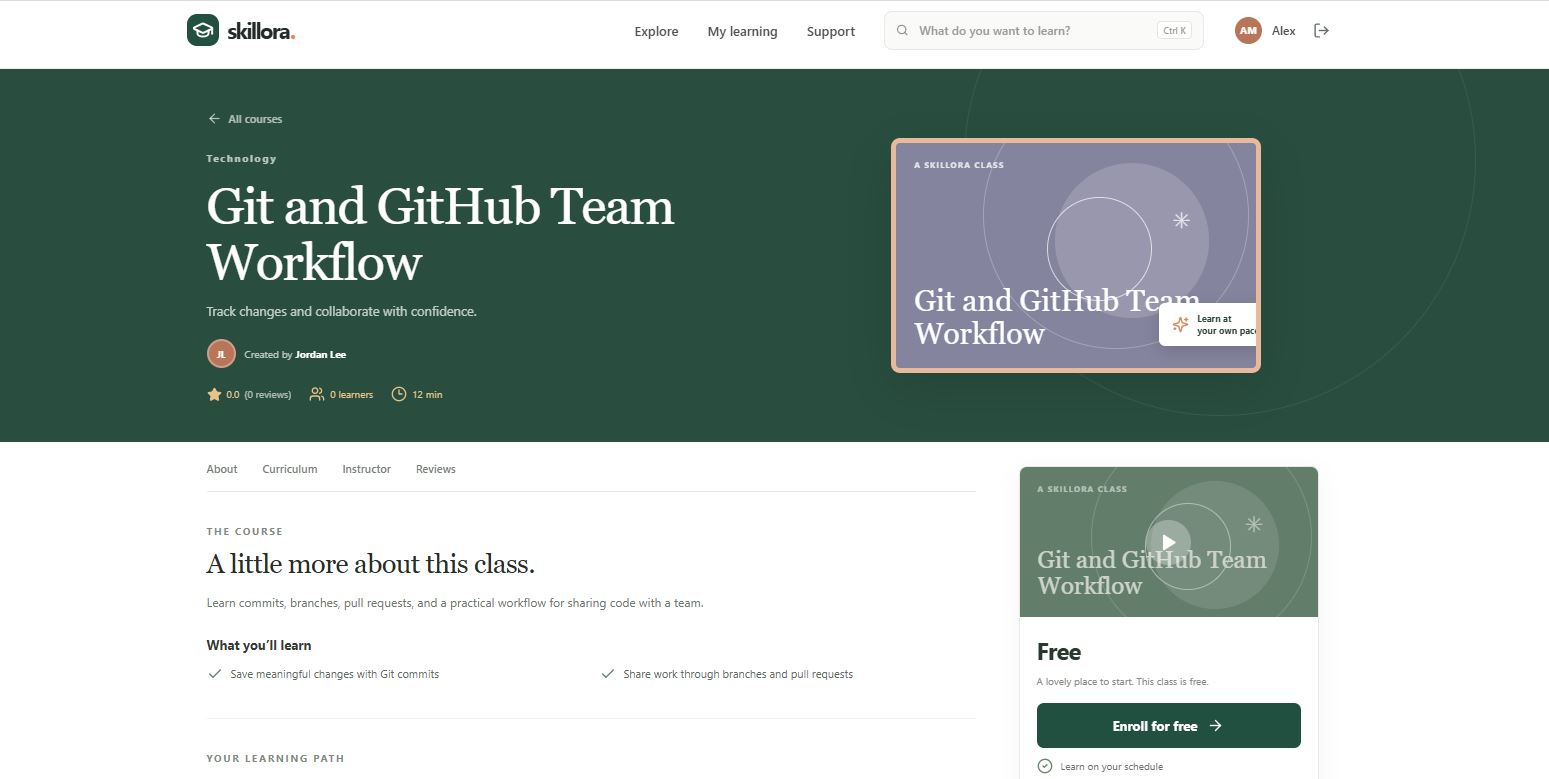 skillora.
Explore
My learning
Support
What do you want to learn?
Ctrl K
AM
Alex
All courses
Technology
Git and GitHub Team
Workflow
Track changes and collaborate with confidence.
JL
Created by Jordan Lee
0.0 (0 reviews)
0 learners
12 min
A SKILLORA CLASS
Git and GitHub Team
Workflow
Learn at
your own pac
About
Curriculum
Instructor
Reviews
THE COURSE
A little more about this class.
Learn commits, branches, pull requests, and a practical workflow for sharing code with a team.
What you'll learn
Save meaningful changes with Git commits
Share work through branches and pull requests
YOUR LEARNING PATH
A SKILLORA CLASS
Git and GitHub Team
Workflow
Free
A lovely place to start. This class is free.
Enroll for free
Learn on your schedule